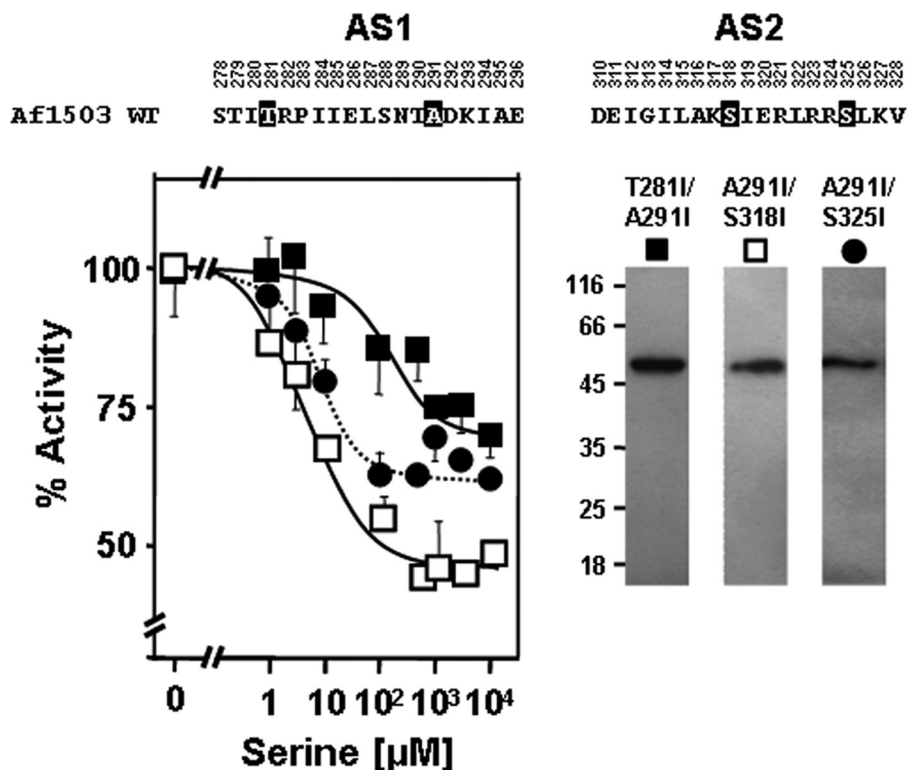 AS1 AS2
278 279 280 281 282 283 284 285 286 287 288 289 290 291 292 293 294 295 296 310 311 312 313 314 315 316 317 318 319 320 321 322 323 324 325 326 327 328
Af1503 WT STITRPIIELSNTADKIAE DEIGILAKSIERLRRSLKV
T281I/ A291I/ A291I/
A291I S318I S325I
116
66
45
35
25
18
% Activity
100
75
50
0 1 10 10² 10³ 10⁴
Serine [µM]